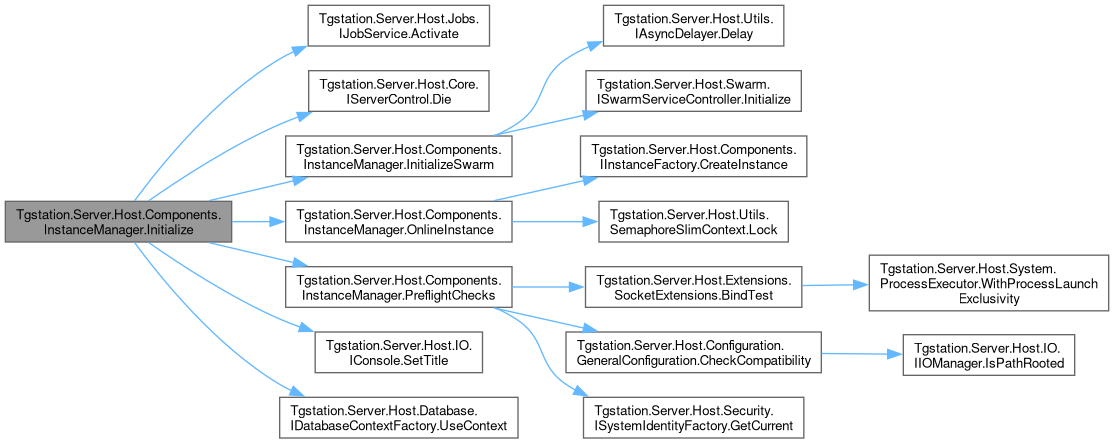 Tgstation.Server.Host.Components.
InstanceManager.Initialize
Tgstation.Server.Host.Jobs.
IJobService.Activate
Tgstation.Server.Host.Core.
IServerControl.Die
Tgstation.Server.Host.Components.
InstanceManager.InitializeSwarm
Tgstation.Server.Host.Utils.
IAsyncDelayer.Delay
Tgstation.Server.Host.Swarm.
ISwarmServiceController.Initialize
Tgstation.Server.Host.Components.
InstanceManager.OnlineInstance
Tgstation.Server.Host.Components.
IInstanceFactory.CreateInstance
Tgstation.Server.Host.Utils.
SemaphoreSlimContext.Lock
Tgstation.Server.Host.Components.
InstanceManager.PreflightChecks
Tgstation.Server.Host.Extensions.
SocketExtensions.BindTest
Tgstation.Server.Host.System.
ProcessExecutor.WithProcessLaunch
Exclusivity
Tgstation.Server.Host.Configuration.
GeneralConfiguration.CheckCompatibility
Tgstation.Server.Host.IO.
IIOManager.IsPathRooted
Tgstation.Server.Host.Security.
ISystemIdentityFactory.GetCurrent
Tgstation.Server.Host.IO.
IConsole.SetTitle
Tgstation.Server.Host.Database.
IDatabaseContextFactory.UseContext